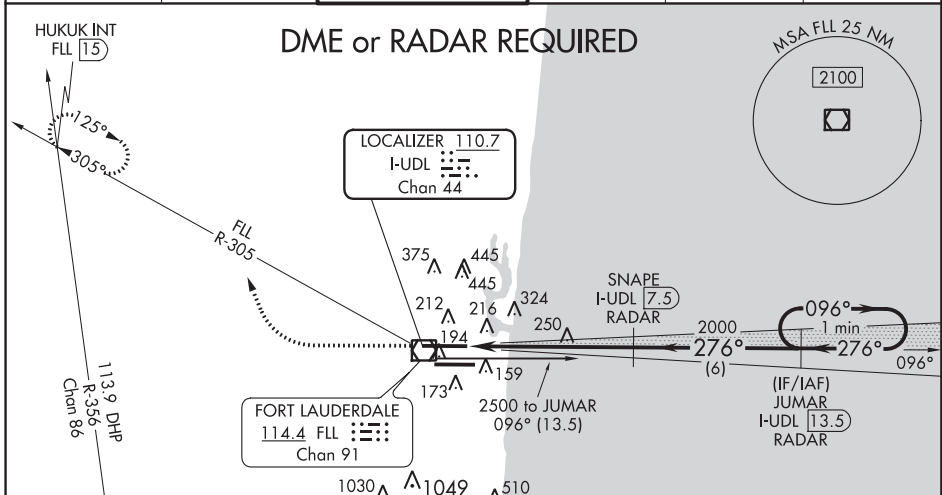 DME or RADAR REQUIRED
HUKUK INT
FLL 15
MSA FLL 25 NM
2100
125°
305°
LOCALIZER 110.7
I-UDL
Chan 44
FLL
R-305
375
445
445
212
216
324
250
194
159
173
SNAPE
I-UDL 7.5
RADAR
2000
276°
(6)
096°
1 min
276°
096°
(IF/IAF)
JUMAR
I-UDL 13.5
RADAR
2500 to JUMAR
096° (13.5)
113.9 DHP
R-356
Chan 86
FORT LAUDERDALE
114.4 FLL
Chan 91
1030
1049
510